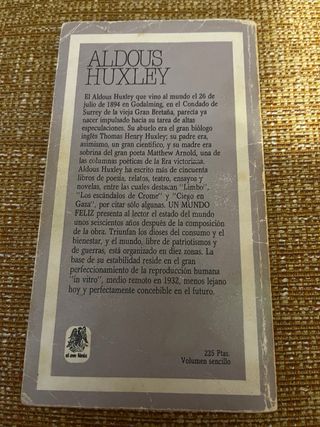 ALDOUS
HUXLEY
El Aldous Huxley que vino al mundo el 26 de
julio de 1894 en Godalming, en el Condado de
Surrey de la vieja Gran Bretaña, parecía ya
nacer impulsado hacia su tarea de altas
especulaciones. Su abuelo era el gran biólogo
inglés Thomas Henry Huxley; su padre era,
asimismo, un gran científico, y su madre era
sobrina del gran poeta Matthew Arnold, una de
las columnas poéticas de la Era victoriana.
Aldous Huxley ha escrito más de cincuenta
libros de poesía, relatos, teatro, ensayos y
novelas, entre las cuales destacan "Limbo",
"Los escándalos de Crome" y "Ciego en
Gaza", por citar sólo algunas. UN MUNDO
FELIZ presenta al lector el estado del mundo
unos seiscientos años después de la composición
de la obra. Triunfan los dioses del consumo y el
bienestar, y el mundo, libre de patriotismos y
de guerras, está organizado en diez zonas. La
base de su estabilidad reside en el gran
perfeccionamiento de la reproducción humana
"in vitro", medio remoto en 1932, menos lejano
hoy y perfectamente concebible en el futuro.
el ave fénix
225 Ptas.
Volumen sencillo